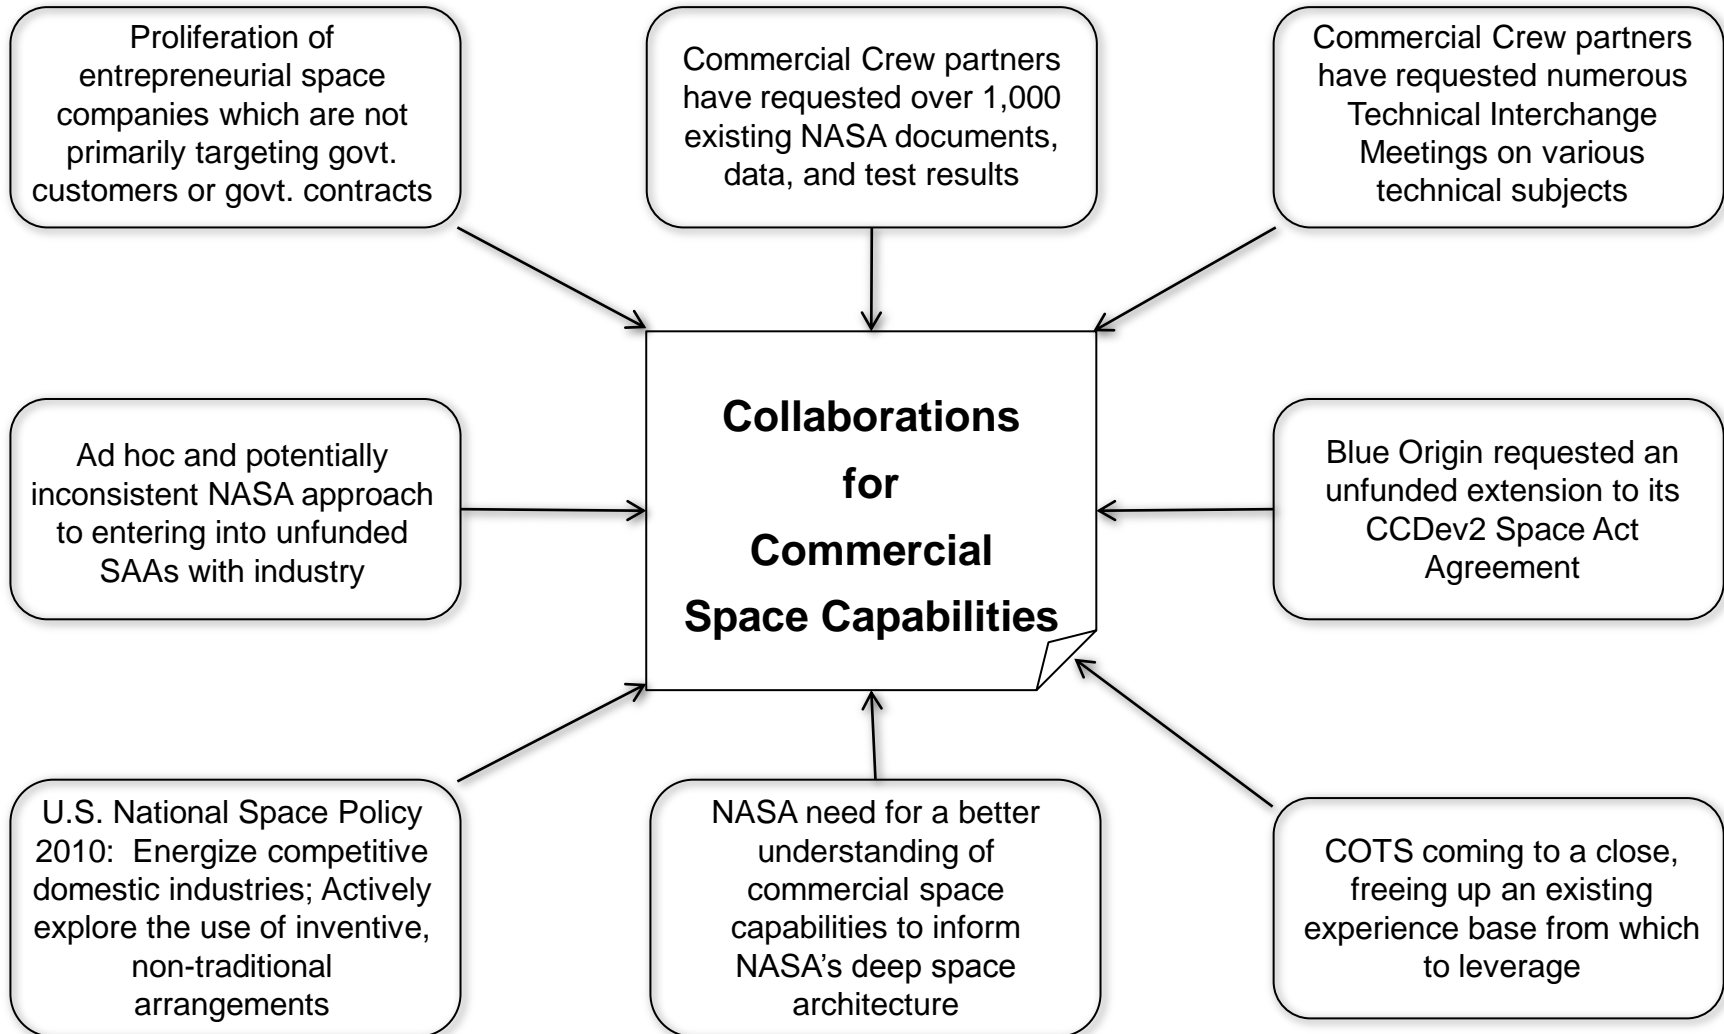 Proliferation of
entrepreneurial space
companies which are not
primarily targeting govt.
customers or govt. contracts
Commercial Crew partners
have requested over 1,000
existing NASA documents,
data, and test results
Commercial Crew partners
have requested numerous
Technical Interchange
Meetings on various
technical subjects
Ad hoc and potentially
inconsistent NASA approach
to entering into unfunded
SAAs with industry
Collaborations
for
Commercial
Space Capabilities
Blue Origin requested an
unfunded extension to its
CCDev2 Space Act
Agreement
U.S. National Space Policy
2010:  Energize competitive
domestic industries; Actively
explore the use of inventive,
non-traditional
arrangements
NASA need for a better
understanding of
commercial space
capabilities to inform
NASA’s deep space
architecture
COTS coming to a close,
freeing up an existing
experience base from which
to leverage